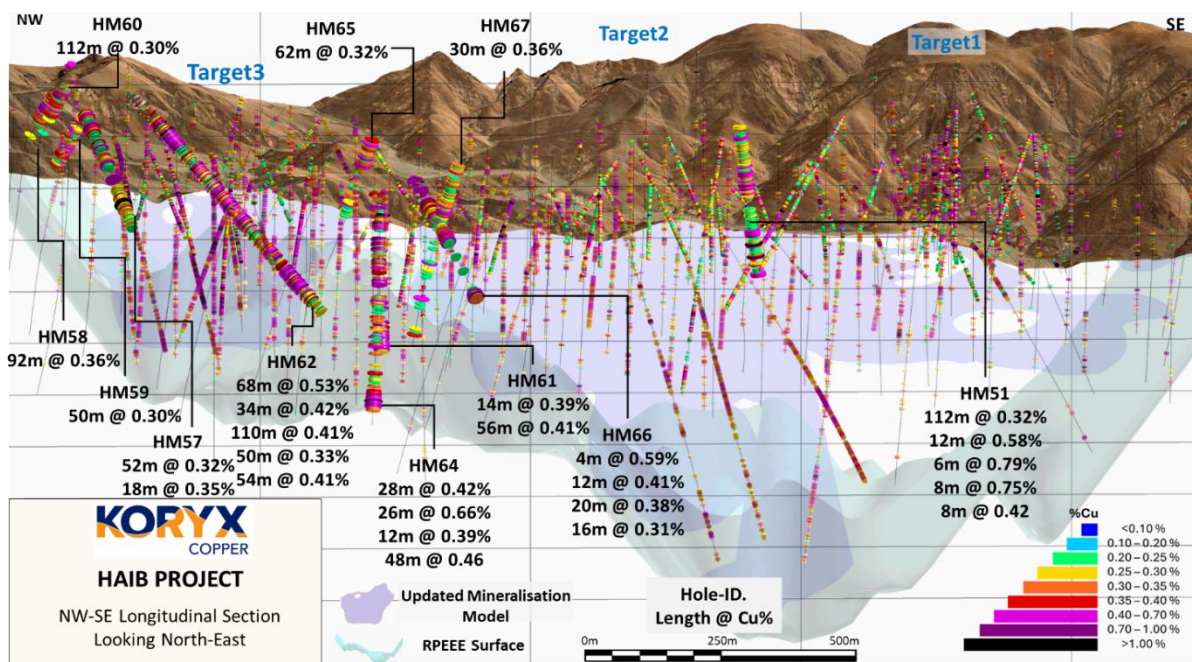 NW
HM60
112m @ 0.30%
Target3
HM65
62m @ 0.32%
HM67
30m @ 0.36%
Target2
Target1
SE
HM58
92m @ 0.36%
HM59
50m @ 0.30%
HM57
52m @ 0.32%
18m @ 0.35%
HM62
68m @ 0.53%
34m @ 0.42%
110m @ 0.41%
50m @ 0.33%
54m @ 0.41%
HM64
28m @ 0.42%
26m @ 0.66%
12m @ 0.39%
48m @ 0.46
HM61
14m @ 0.39%
56m @ 0.41%
HM66
4m @ 0.59%
12m @ 0.41%
20m @ 0.38%
16m @ 0.31%
HM51
112m @ 0.32%
12m @ 0.58%
6m @ 0.79%
8m @ 0.75%
8m @ 0.42
KORYX
COPPER
HAIB PROJECT
NW-SE Longitudinal Section
Looking North-East
Updated Mineralisation
Model
RPEEE Surface
Hole-ID.
Length @ Cu%
0m 250m 500m
%Cu
<0.10 %
0.10 – 0.20 %
0.20 – 0.25 %
0.25 – 0.30 %
0.30 – 0.35 %
0.35 – 0.40 %
0.40 – 0.70 %
0.70 – 1.00 %
>1.00 %